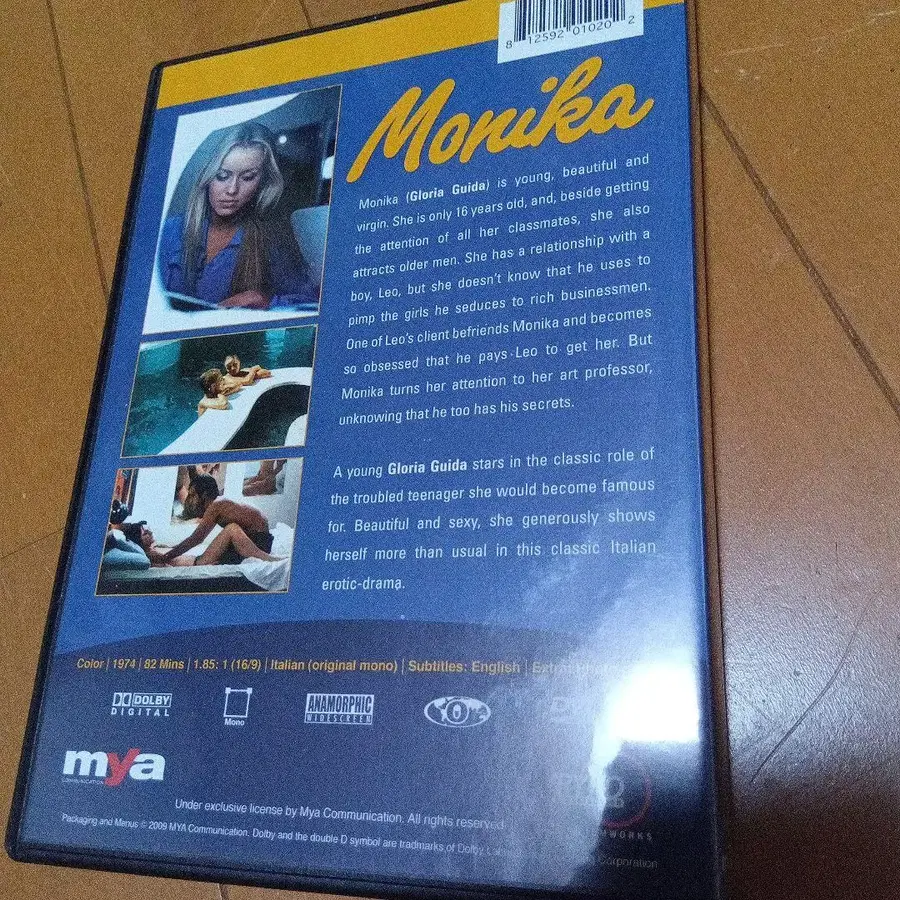 8 12592 01020 2
Monika
Monika (Gloria Guida) is young, beautiful and
virgin. She is only 16 years old, and, beside getting
the attention of all her classmates, she also
attracts older men. She has a relationship with a
boy, Leo, but she doesn't know that he uses to
pimp the girls he seduces to rich businessmen.
One of Leo's client befriends Monika and becomes
so obsessed that he pays Leo to get her. But
Monika turns her attention to her art professor,
unknowing that he too has his secrets.
A young Gloria Guida stars in the classic role of
the troubled teenager she would become famous
for. Beautiful and sexy, she generously shows
herself more than usual in this classic Italian
erotic-drama.
Color | 1974 | 82 Mins | 1.85: 1 (16/9) | Italian (original mono) | Subtitles: English |
DOLBY
DIGITAL
Mono
ANAMORPHIC
WIDESCREEN
0
mya
COMMUNICATION
Under exclusive license by Mya Communication. All rights reserved
Packaging and Menus © 2009 MYA Communication. Dolby and the double D symbol are trademarks of Dolby Corporation